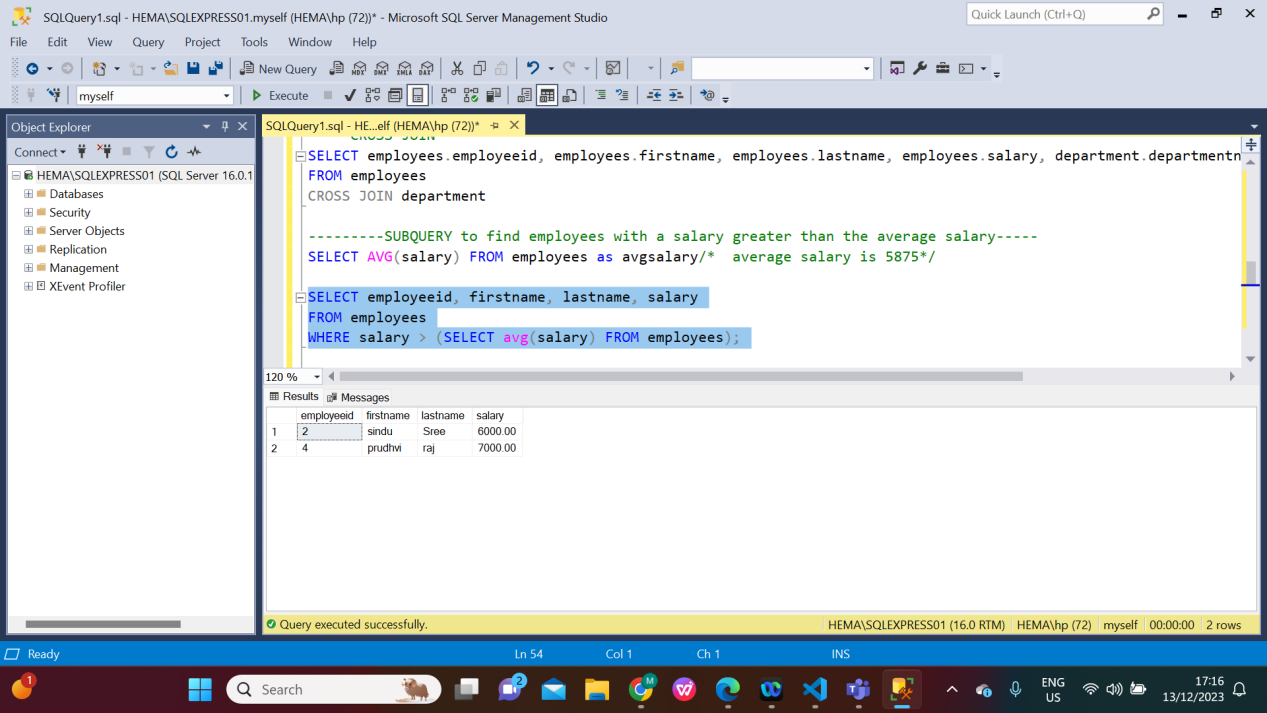 SQLQuery1.sql - HEMA\SQLEXPRESS01.myself (HEMA\hp (72))* - Microsoft SQL Server Management Studio
Quick Launch (Ctrl+Q)
File Edit View Query Project Tools Window Help
New Query MDX DMX XMLA DAX
myself Execute
Object Explorer
SQLQuery1.sql - HE...elf (HEMA\hp (72))*
Connect
HEMA\SQLEXPRESS01 (SQL Server 16.0.1
Databases
Security
Server Objects
Replication
Management
XEvent Profiler
CROSS JOIN
SELECT employees.employeeid, employees.firstname, employees.lastname, employees.salary, department.departmentn
FROM employees
CROSS JOIN department
---------SUBQUERY to find employees with a salary greater than the average salary-----
SELECT AVG(salary) FROM employees as avgsalary/*  average salary is 5875*/
SELECT employeeid, firstname, lastname, salary
FROM employees
WHERE salary > (SELECT avg(salary) FROM employees);
120 %
Results Messages
employeeid firstname lastname salary
1 2 sindu Sree 6000.00
2 4 prudhvi raj 7000.00
Query executed successfully. HEMA\SQLEXPRESS01 (16.0 RTM) HEMA\hp (72) myself 00:00:00 2 rows
Ready Ln 54 Col 1 Ch 1 INS
1
Search
2
M
ENG
US
17:16
13/12/2023